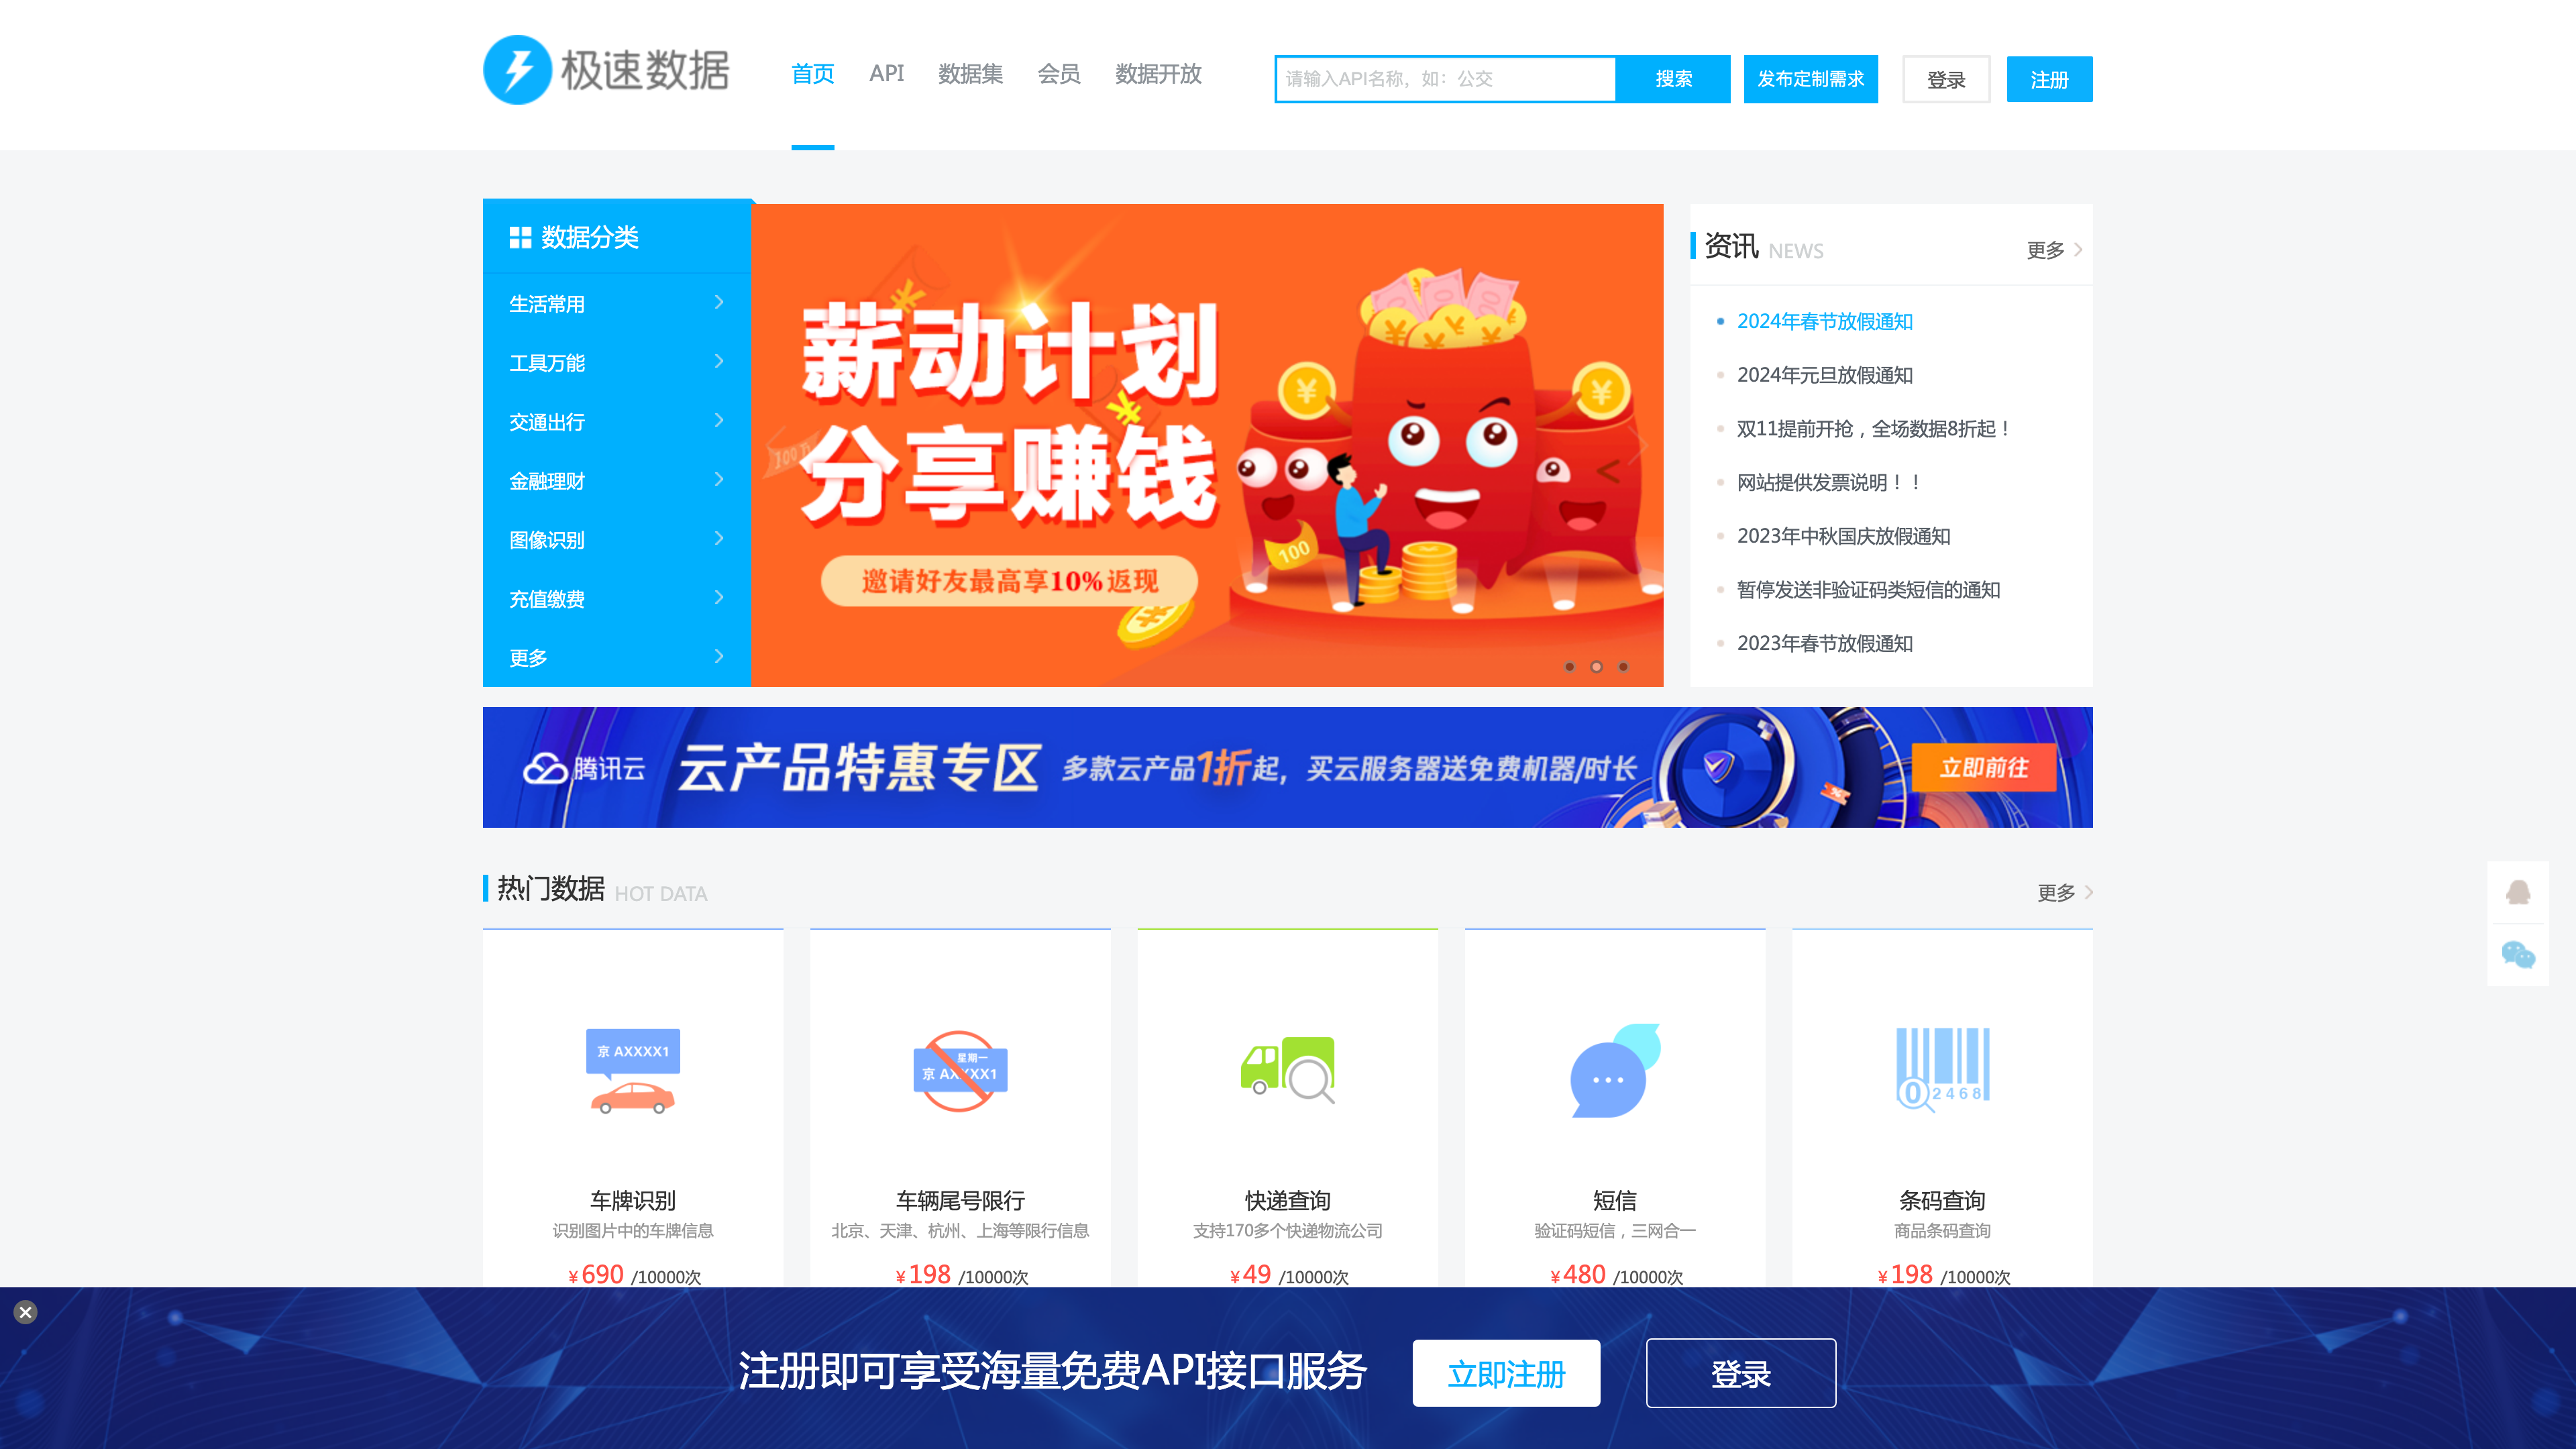 极速数据
首页 API 数据集 会员 数据开放
请输入API名称，如：公交 搜索 发布定制需求 登录 注册
数据分类
生活常用
工具万能
交通出行
金融理财
图像识别
充值缴费
更多
薪动计划
分享赚钱
邀请好友最高享10%返现
100
资讯 NEWS 更多
2024年春节放假通知
2024年元旦放假通知
双11提前开抢，全场数据8折起！
网站提供发票说明！！
2023年中秋国庆放假通知
暂停发送非验证码类短信的通知
2023年春节放假通知
腾讯云 云产品特惠专区 多款云产品1折起，买云服务器送免费机器/时长 立即前往
热门数据 HOT DATA 更多
京 AXXXX1
车牌识别
识别图片中的车牌信息
¥690 /10000次
星期一
京 AXXXX1
车辆尾号限行
北京、天津、杭州、上海等限行信息
¥198 /10000次
快递查询
支持170多个快递物流公司
¥49 /10000次
短信
验证码短信，三网合一
¥480 /10000次
0 2468
条码查询
商品条码查询
¥198 /10000次
注册即可享受海量免费API接口服务 立即注册 登录